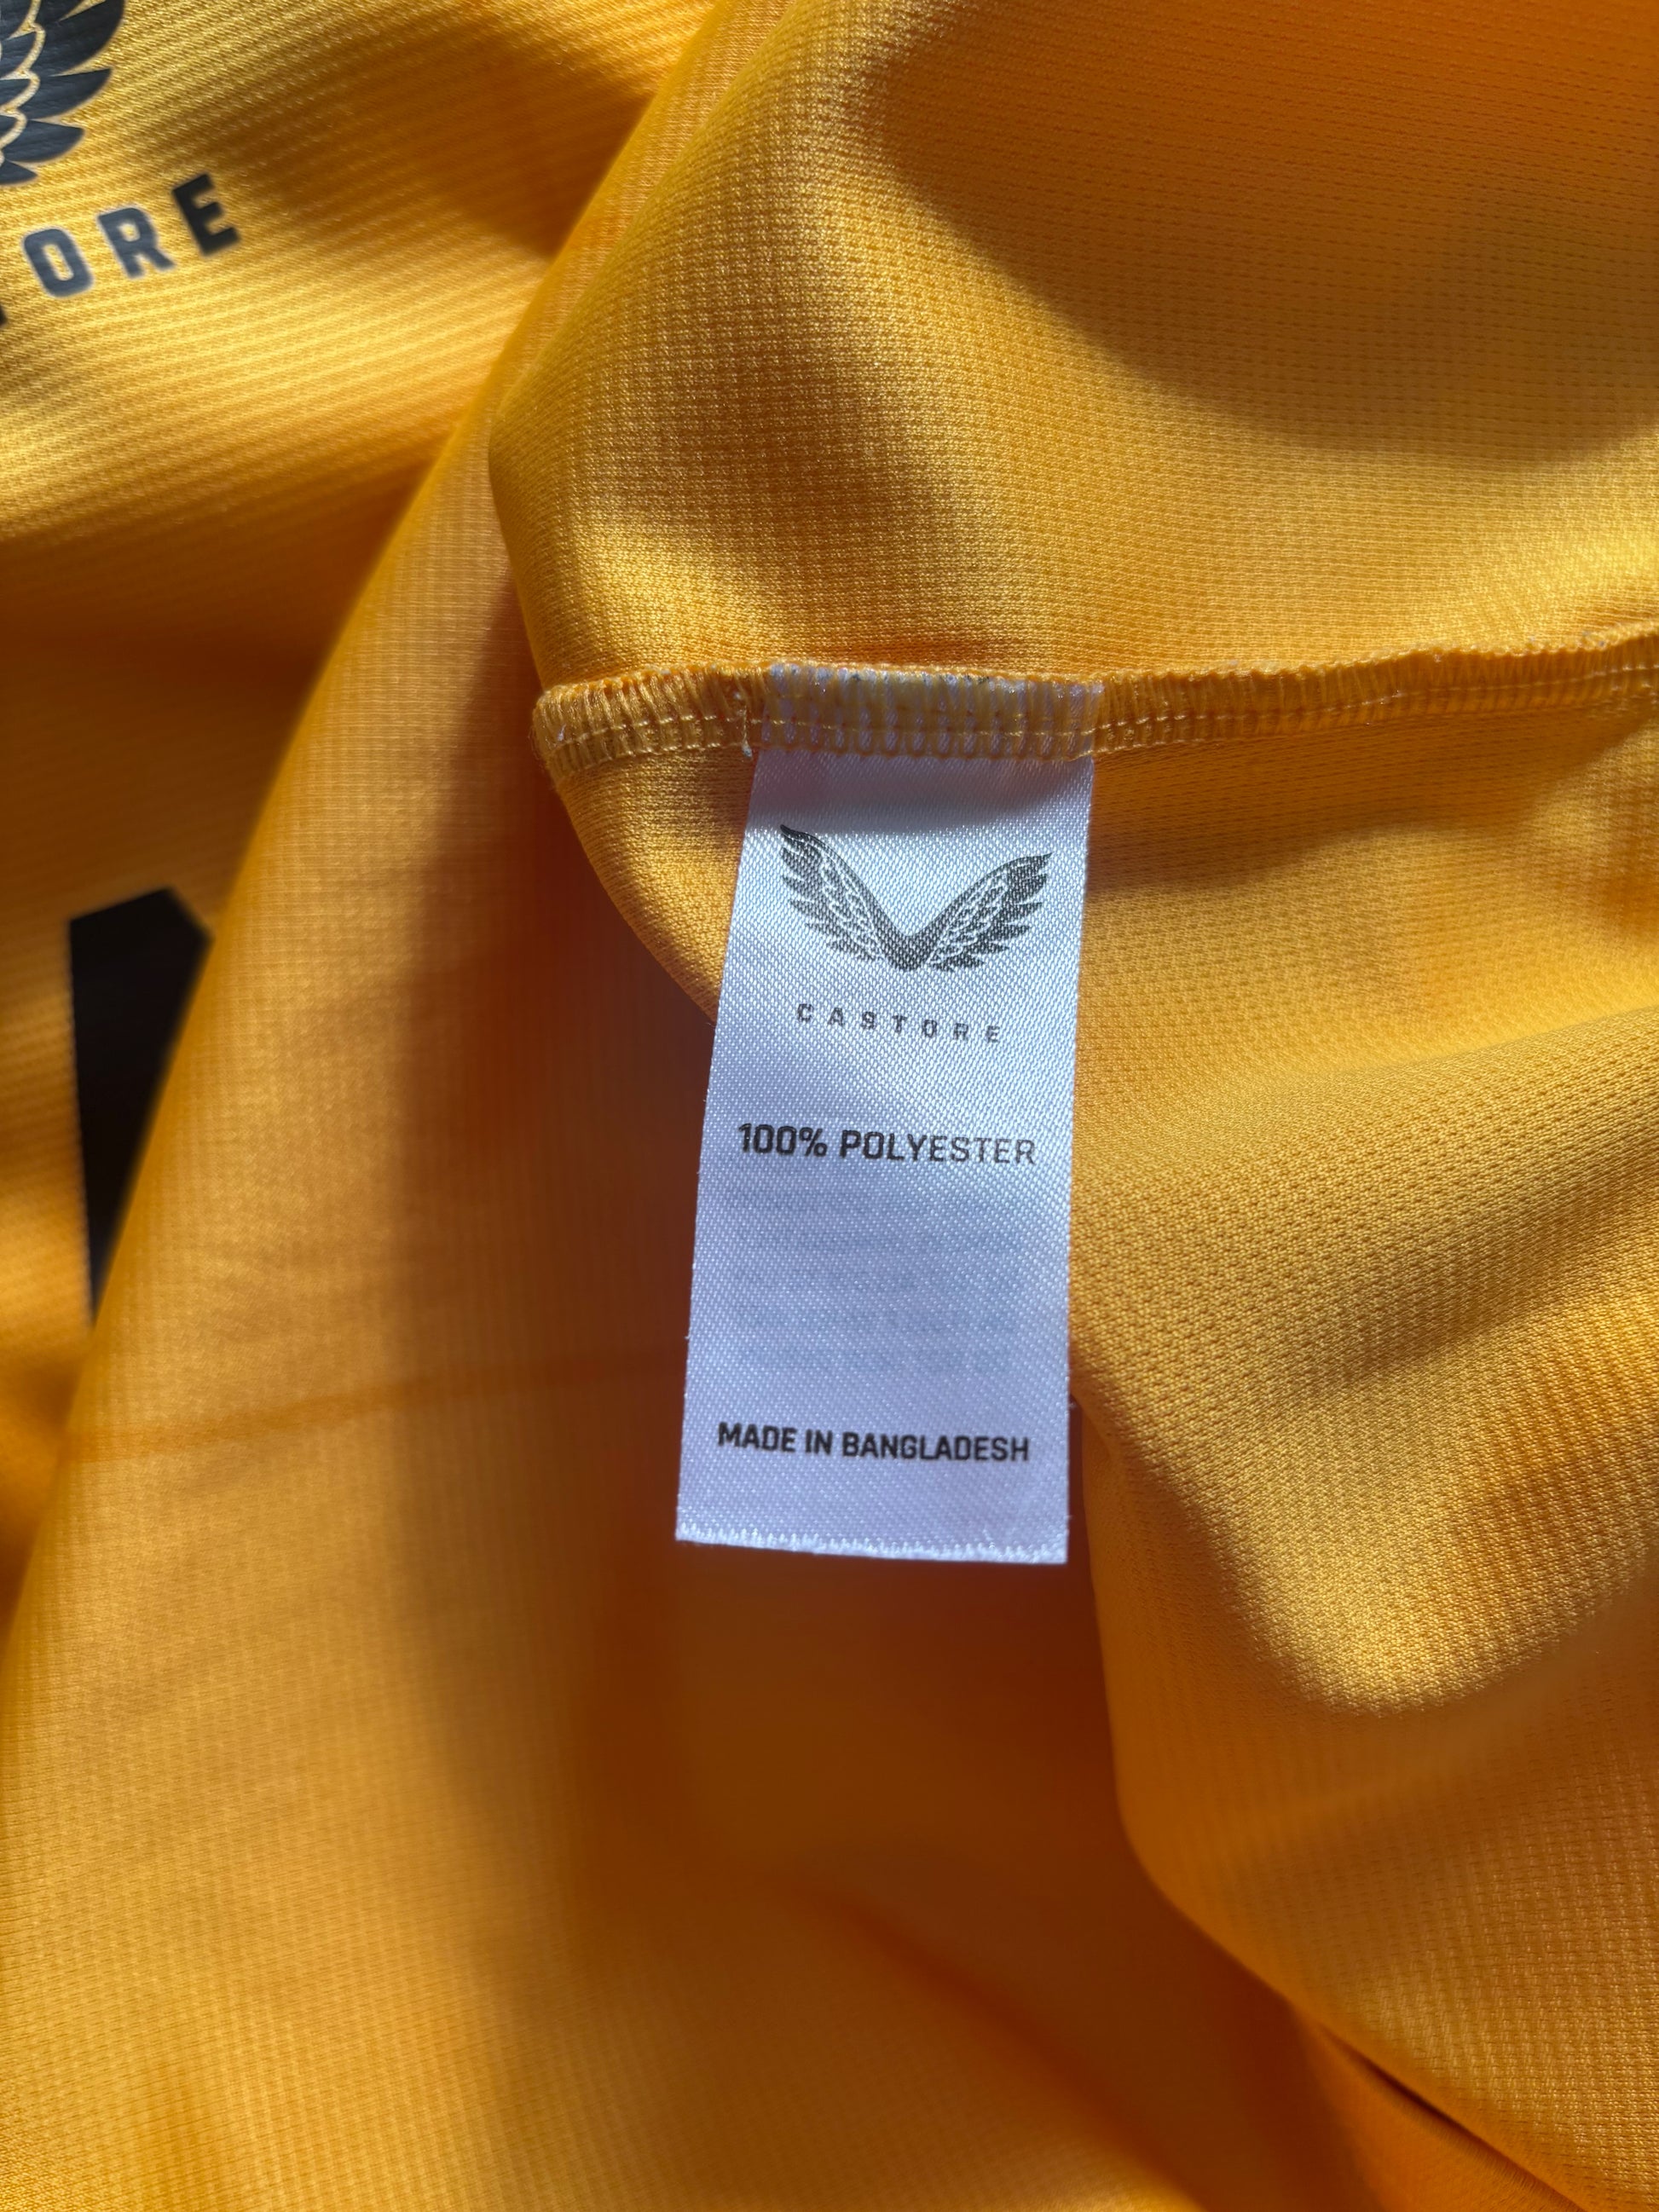 ORE
CASTORE
100% POLYESTER
MADE IN BANGLADESH